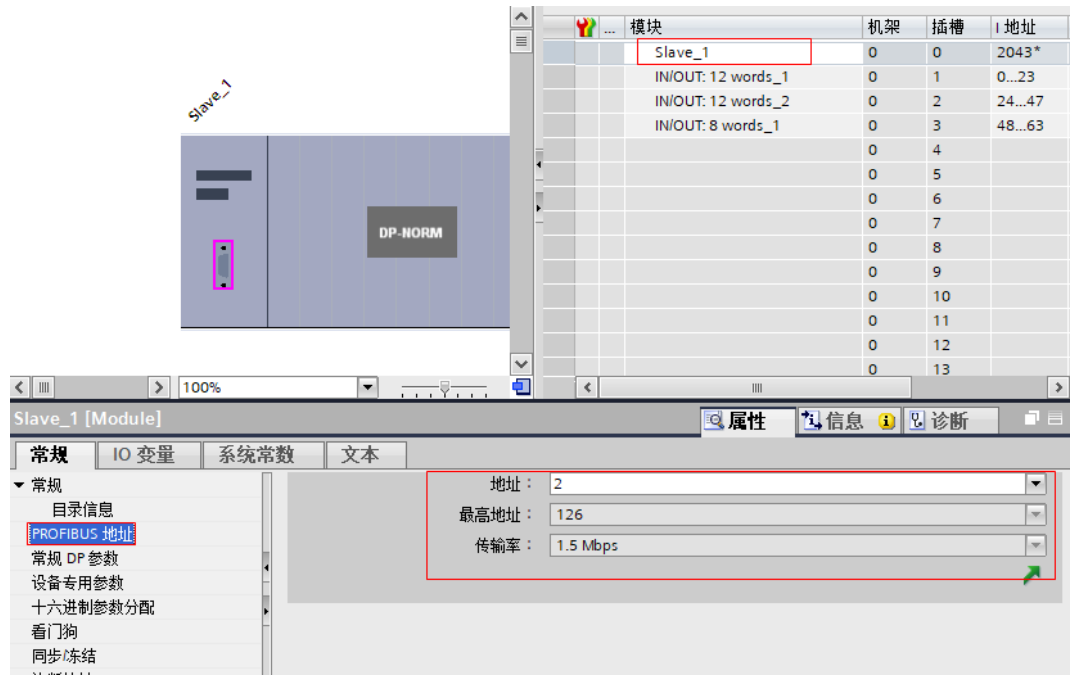 Slave_1
DP-NORM
100%
... 模块 机架 插槽 I 地址
Slave_1 0 0 2043*
IN/OUT: 12 words_1 0 1 0...23
IN/OUT: 12 words_2 0 2 24...47
IN/OUT: 8 words_1 0 3 48...63
0 4
0 5
0 6
0 7
0 8
0 9
0 10
0 11
0 12
0 13
Slave_1 [Module]
属性 信息 诊断
常规 IO 变量 系统常数 文本
常规
目录信息
PROFIBUS 地址
常规 DP 参数
设备专用参数
十六进制参数分配
看门狗
同步/冻结
地址： 2
最高地址： 126
传输率： 1.5 Mbps